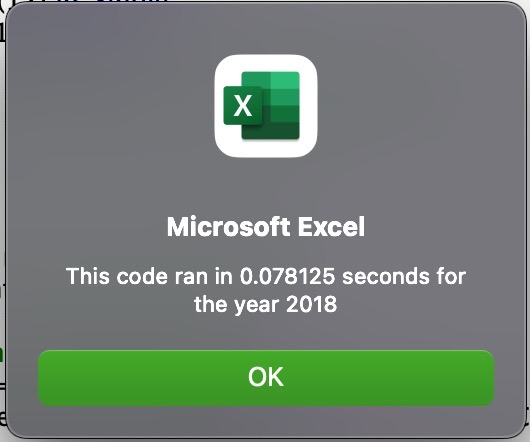 X
Microsoft Excel
This code ran in 0.078125 seconds for
the year 2018
OK